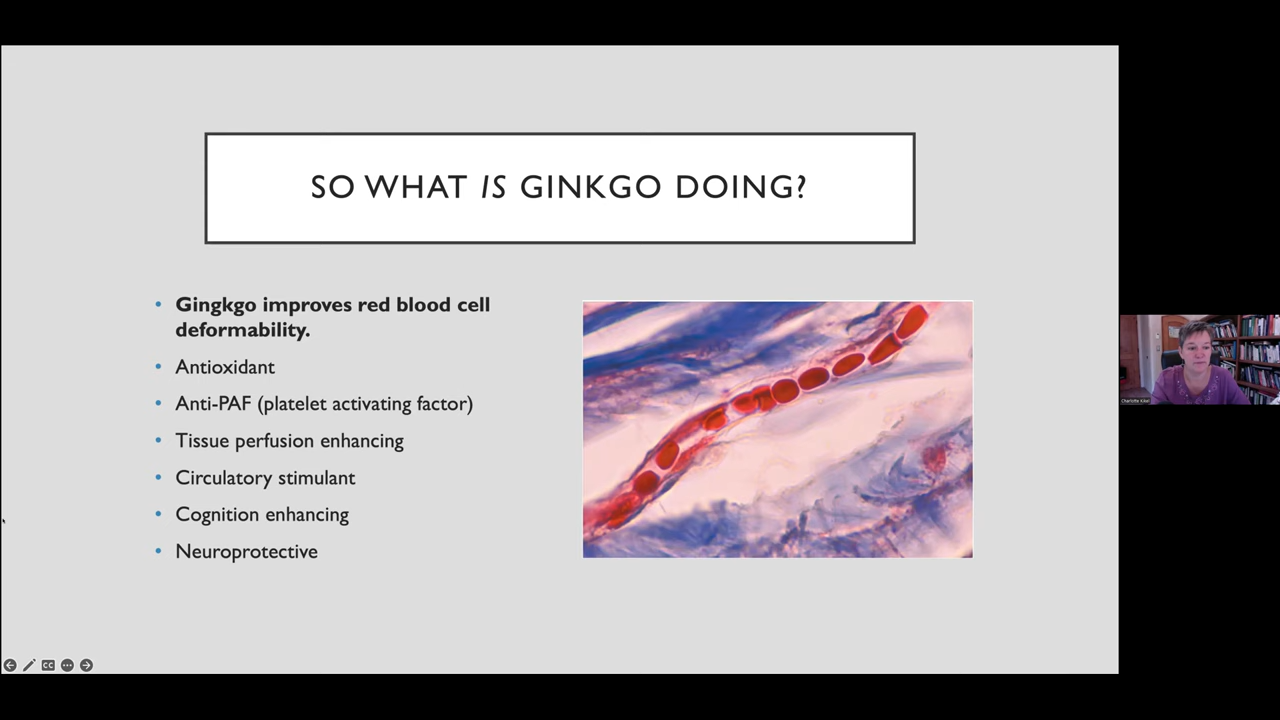 SO WHAT IS GINKGO DOING?
• Gingkgo improves red blood cell
deformability.
• Antioxidant
• Anti-PAF (platelet activating factor)
• Tissue perfusion enhancing
• Circulatory stimulant
• Cognition enhancing
• Neuroprotective
CC